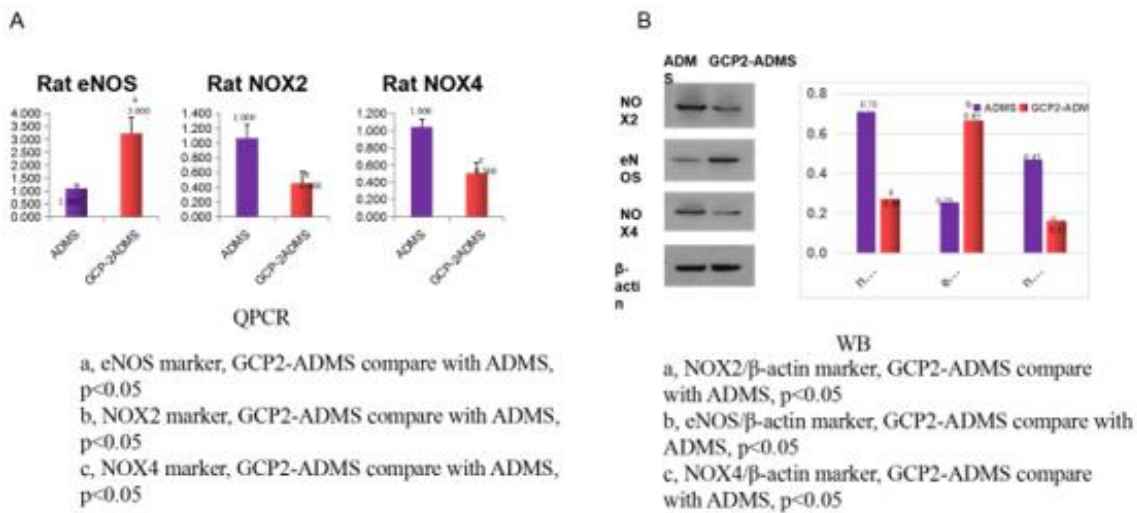 A
Rat eNOS
4.000
3.500
3.000
2.500
2.000
1.500
1.000
0.500
0.000
3.000
ADMS
GCP-2ADMS
Rat NOX2
1.400
1.200
1.000
0.800
0.600
0.400
0.200
0.000
1.000
b
ADMS
GCP-2ADMS
Rat NOX4
1.200
1.000
0.800
0.600
0.400
0.200
0.000
1.000
c
ADMS
GCP-2ADMS
QPCR
a, eNOS marker, GCP2-ADMS compare with ADMS,
p<0.05
b, NOX2 marker, GCP2-ADMS compare with ADMS,
p<0.05
c, NOX4 marker, GCP2-ADMS compare with ADMS,
p<0.05
B
ADM GCP2-ADMS
S
NO
X2
eN
OS
NO
X4
β-
acti
n
0.8
0.6
0.4
0.2
0.0
ADMS GCP2-ADM
0.47
n...
e...
n...
WB
a, NOX2/β-actin marker, GCP2-ADMS compare
with ADMS, p<0.05
b, eNOS/β-actin marker, GCP2-ADMS compare with
ADMS, p<0.05
c, NOX4/β-actin marker, GCP2-ADMS compare
with ADMS, p<0.05